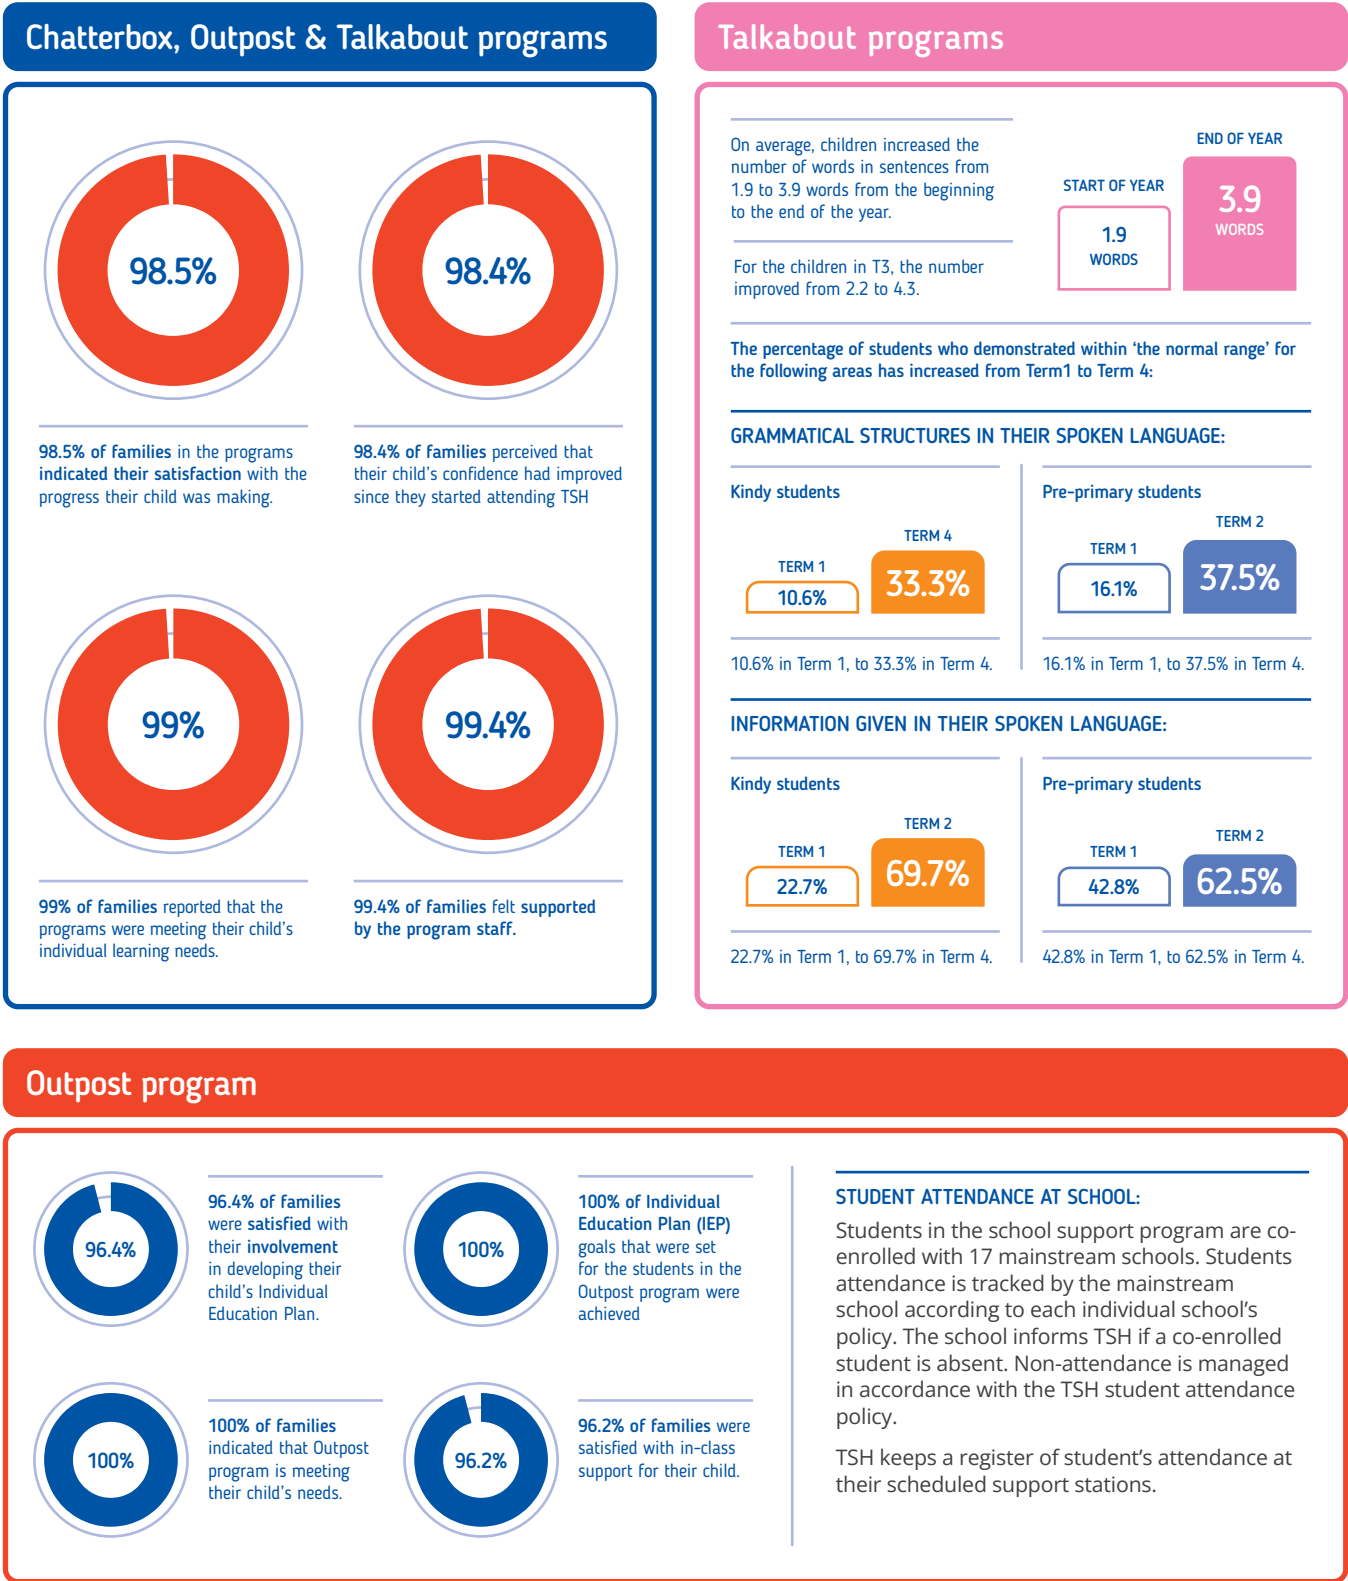 Chatterbox, Outpost & Talkabout programs
98.5%
98.4%
98.5% of families in the programs
indicated their satisfaction with the
progress their child was making.
98.4% of families perceived that
their child's confidence had improved
since they started attending TSH
99%
99.4%
99% of families reported that the
programs were meeting their child's
individual learning needs.
99.4% of families felt supported
by the program staff.
Talkabout programs
On average, children increased the
number of words in sentences from
1.9 to 3.9 words from the beginning
to the end of the year.
For the children in T3, the number
improved from 2.2 to 4.3.
START OF YEAR
1.9
WORDS
END OF YEAR
3.9
WORDS
The percentage of students who demonstrated within ‘the normal range’ for
the following areas has increased from Term1 to Term 4:
GRAMMATICAL STRUCTURES IN THEIR SPOKEN LANGUAGE:
Kindy students
TERM 1
10.6%
TERM 4
33.3%
10.6% in Term 1, to 33.3% in Term 4.
Pre-primary students
TERM 1
16.1%
TERM 2
37.5%
16.1% in Term 1, to 37.5% in Term 4.
INFORMATION GIVEN IN THEIR SPOKEN LANGUAGE:
Kindy students
TERM 1
22.7%
TERM 2
69.7%
22.7% in Term 1, to 69.7% in Term 4.
Pre-primary students
TERM 1
42.8%
TERM 2
62.5%
42.8% in Term 1, to 62.5% in Term 4.
Outpost program
96.4%
96.4% of families
were satisfied with
their involvement
in developing their
child's Individual
Education Plan.
100%
100% of Individual
Education Plan (IEP)
goals that were set
for the students in the
Outpost program were
achieved
100%
100% of families
indicated that Outpost
program is meeting
their child's needs.
96.2%
96.2% of families were
satisfied with in-class
support for their child.
STUDENT ATTENDANCE AT SCHOOL:
Students in the school support program are co-
enrolled with 17 mainstream schools. Students
attendance is tracked by the mainstream
school according to each individual school's
policy. The school informs TSH if a co-enrolled
student is absent. Non-attendance is managed
in accordance with the TSH student attendance
policy.
TSH keeps a register of student's attendance at
their scheduled support stations.